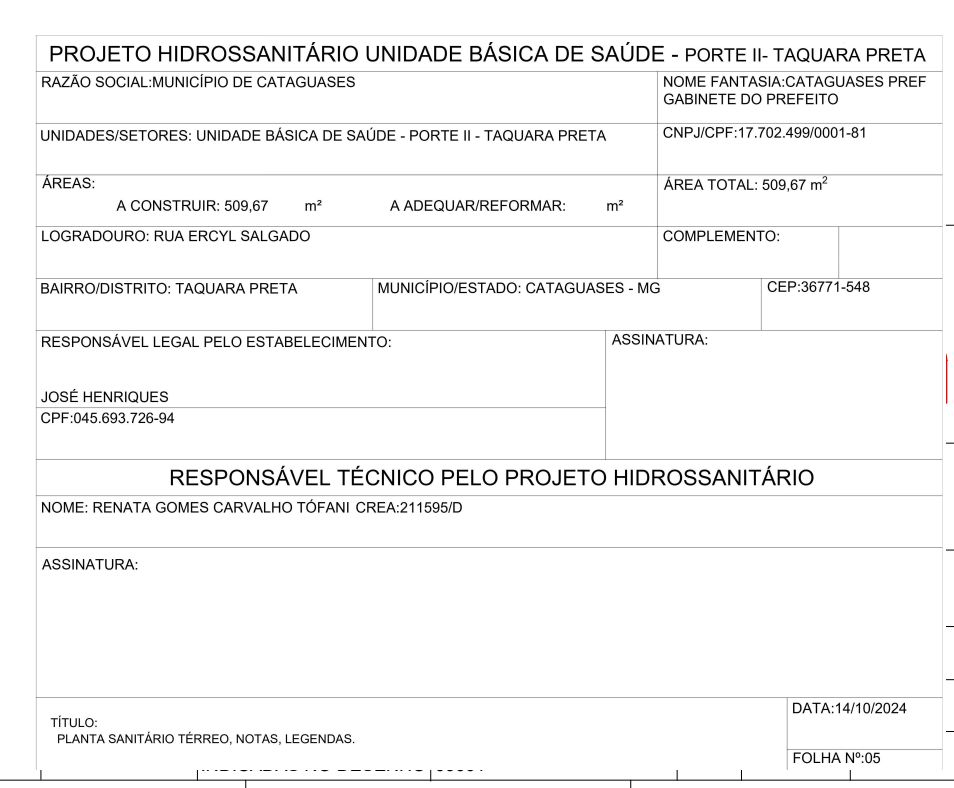 PROJETO HIDROSSANITÁRIO UNIDADE BÁSICA DE SAÚDE - PORTE II- TAQUARA PRETA
RAZÃO SOCIAL:MUNICÍPIO DE CATAGUASES
NOME FANTASIA:CATAGUASES PREF
GABINETE DO PREFEITO
UNIDADES/SETORES: UNIDADE BÁSICA DE SAÚDE - PORTE II - TAQUARA PRETA
CNPJ/CPF:17.702.499/0001-81
ÁREAS:
A CONSTRUIR: 509,67 m² A ADEQUAR/REFORMAR: m²
ÁREA TOTAL: 509,67 m²
LOGRADOURO: RUA ERCYL SALGADO
COMPLEMENTO:
BAIRRO/DISTRITO: TAQUARA PRETA
MUNICÍPIO/ESTADO: CATAGUASES - MG
CEP:36771-548
RESPONSÁVEL LEGAL PELO ESTABELECIMENTO:
ASSINATURA:
JOSÉ HENRIQUES
CPF:045.693.726-94
RESPONSÁVEL TÉCNICO PELO PROJETO HIDROSSANITÁRIO
NOME: RENATA GOMES CARVALHO TÓFANI CREA:211595/D
ASSINATURA:
DATA:14/10/2024
TÍTULO:
PLANTA SANITÁRIO TÉRREO, NOTAS, LEGENDAS.
FOLHA Nº:05